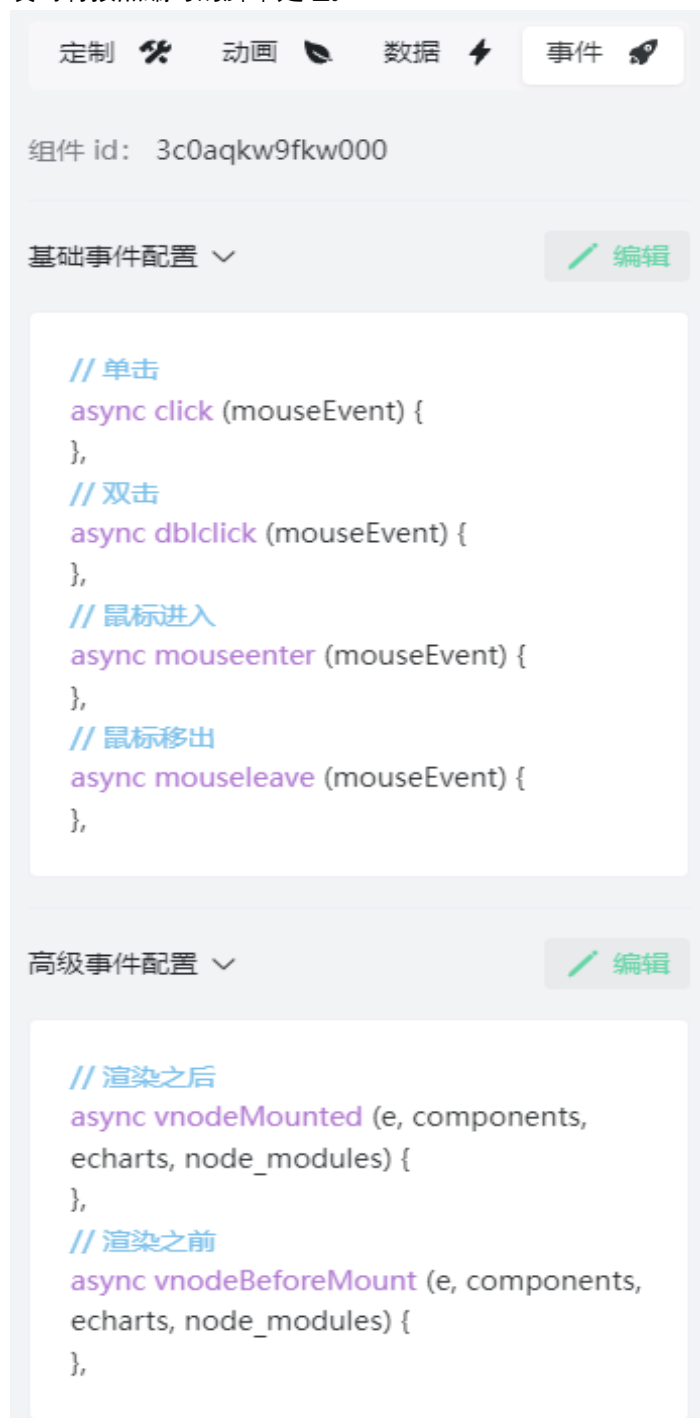 定制 动画 数据 事件
组件 id： 3c0aqkw9fkw000
基础事件配置 编辑
// 单击
async click (mouseEvent) {
},
// 双击
async dblclick (mouseEvent) {
},
// 鼠标进入
async mouseenter (mouseEvent) {
},
// 鼠标移出
async mouseleave (mouseEvent) {
},
高级事件配置 编辑
// 渲染之后
async vnodeMounted (e, components,
echarts, node_modules) {
},
// 渲染之前
async vnodeBeforeMount (e, components,
echarts, node_modules) {
},